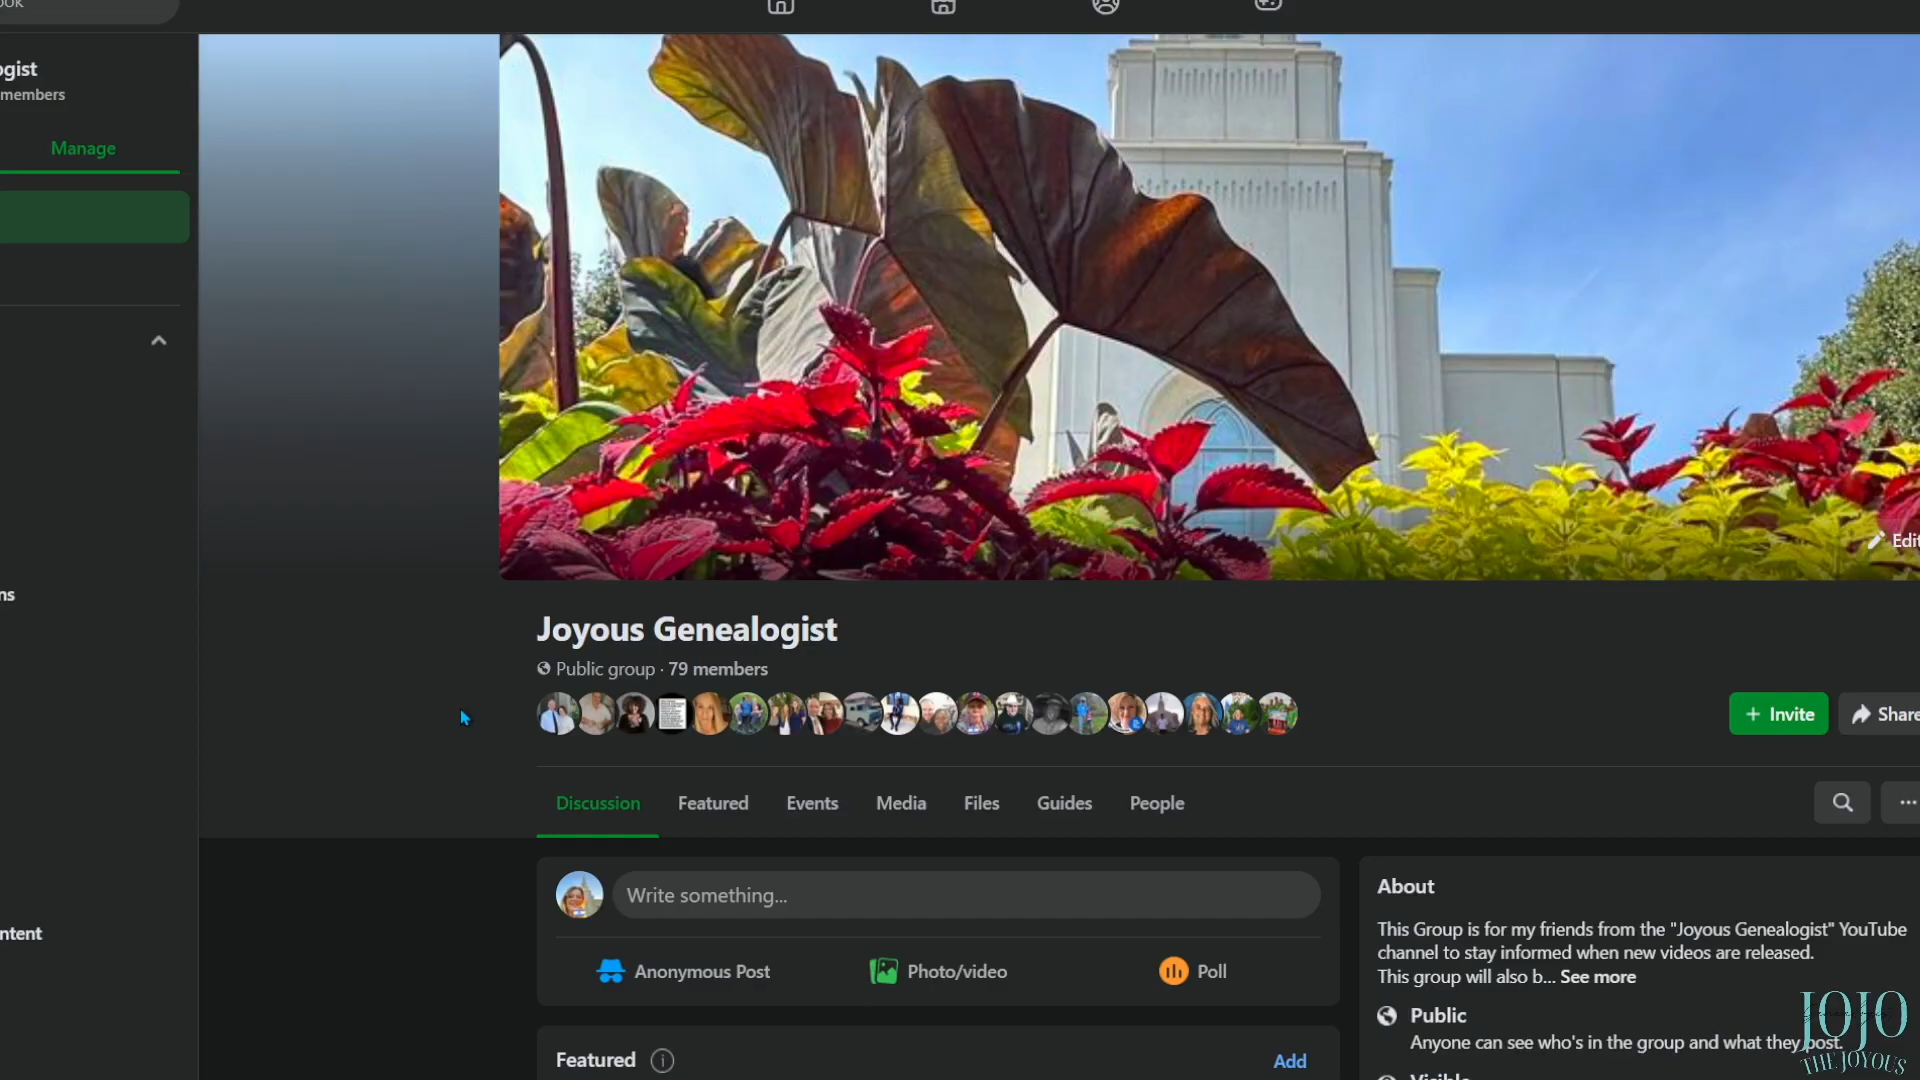 ogist
members
Manage
ns
ntent
Edit
Joyous Genealogist
Public group · 79 members
+ Invite
Share
Discussion
Featured
Events
Media
Files
Guides
People
Write something...
Anonymous Post
Photo/video
Poll
Featured
Add
About
This Group is for my friends from the "Joyous Genealogist" YouTube
channel to stay informed when new videos are released.
This group will also b... See more
Public
Anyone can see who's in the group and what they post.
JOJO
THE JOYOUS